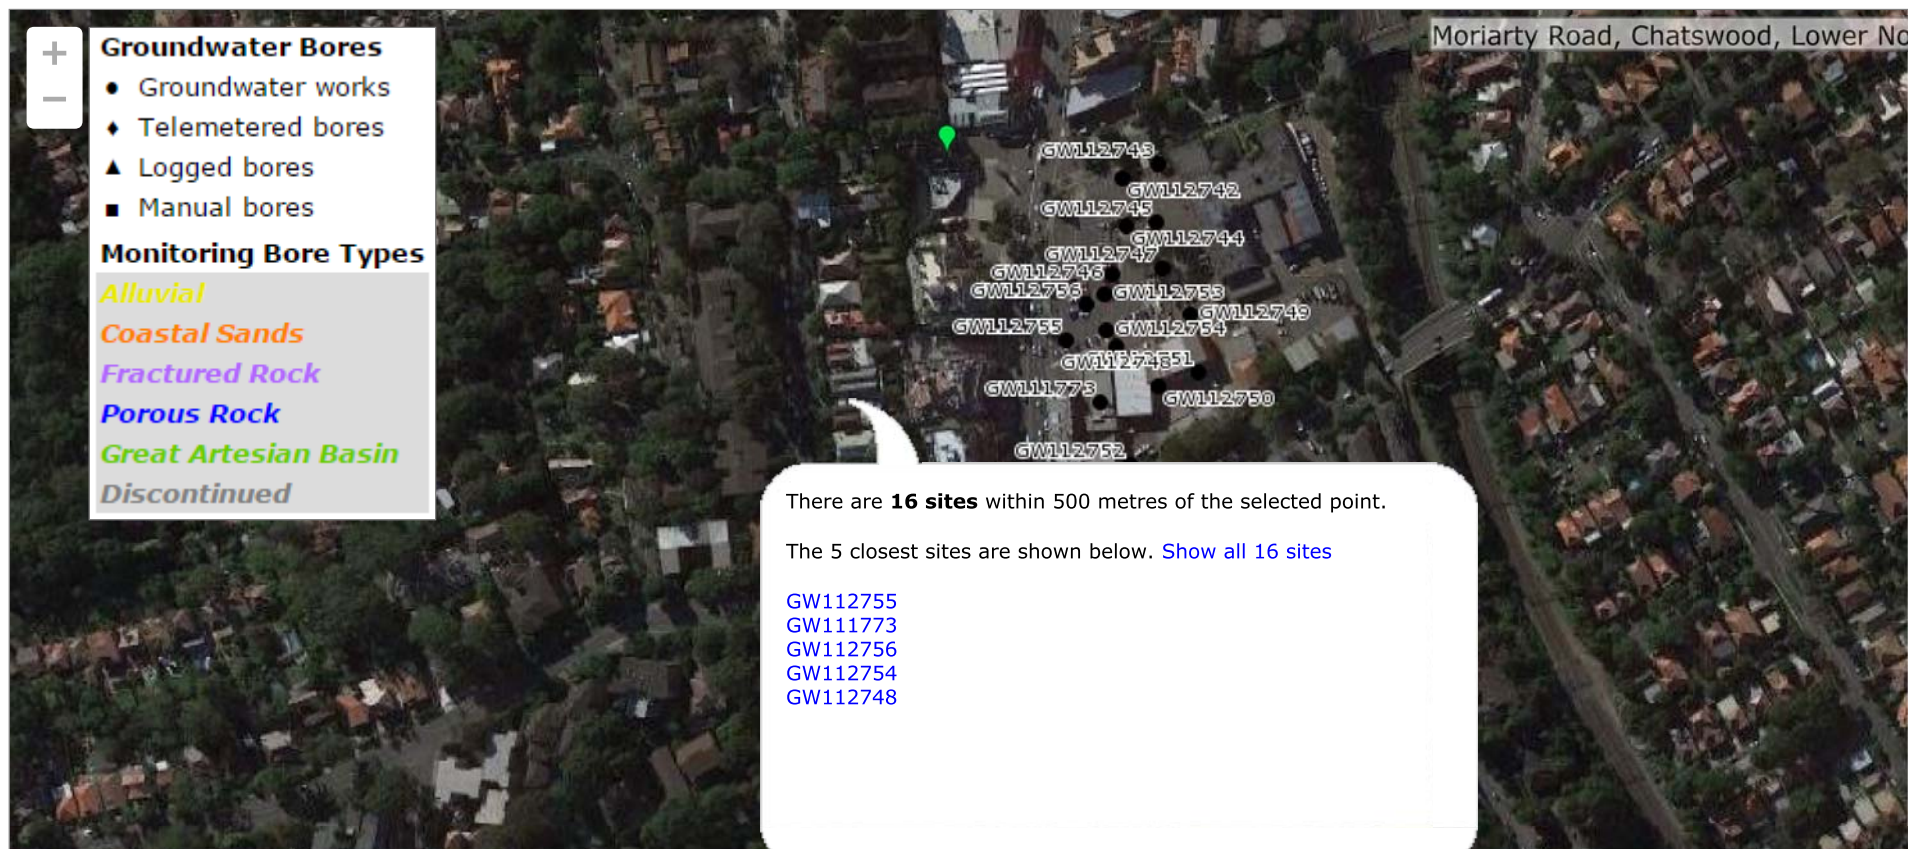 +
−
Groundwater Bores
Groundwater works
Telemetered bores
Logged bores
Manual bores
Monitoring Bore Types
Alluvial
Coastal Sands
Fractured Rock
Porous Rock
Great Artesian Basin
Discontinued
Moriarty Road, Chatswood, Lower No
GW112743
GW112742
GW112745
GW112744
GW112747
GW112746
GW112756
GW112753
GW112749
GW112755
GW112754
GW112748
GW111773
GW112750
GW112752
There are 16 sites within 500 metres of the selected point.
The 5 closest sites are shown below. Show all 16 sites
GW112755
GW111773
GW112756
GW112754
GW112748